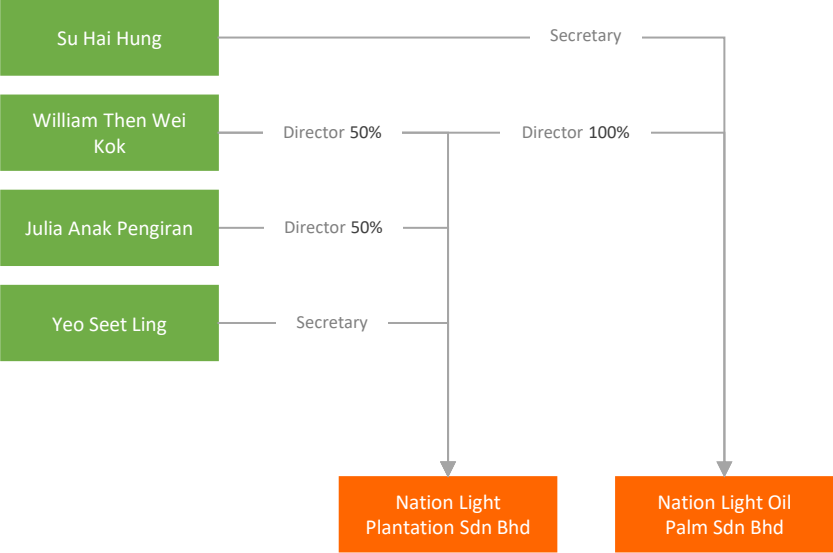 Su Hai Hung
Secretary
William Then Wei
Kok
Director 50%
Director 100%
Julia Anak Pengiran
Director 50%
Yeo Seet Ling
Secretary
Nation Light
Plantation Sdn Bhd
Nation Light Oil
Palm Sdn Bhd